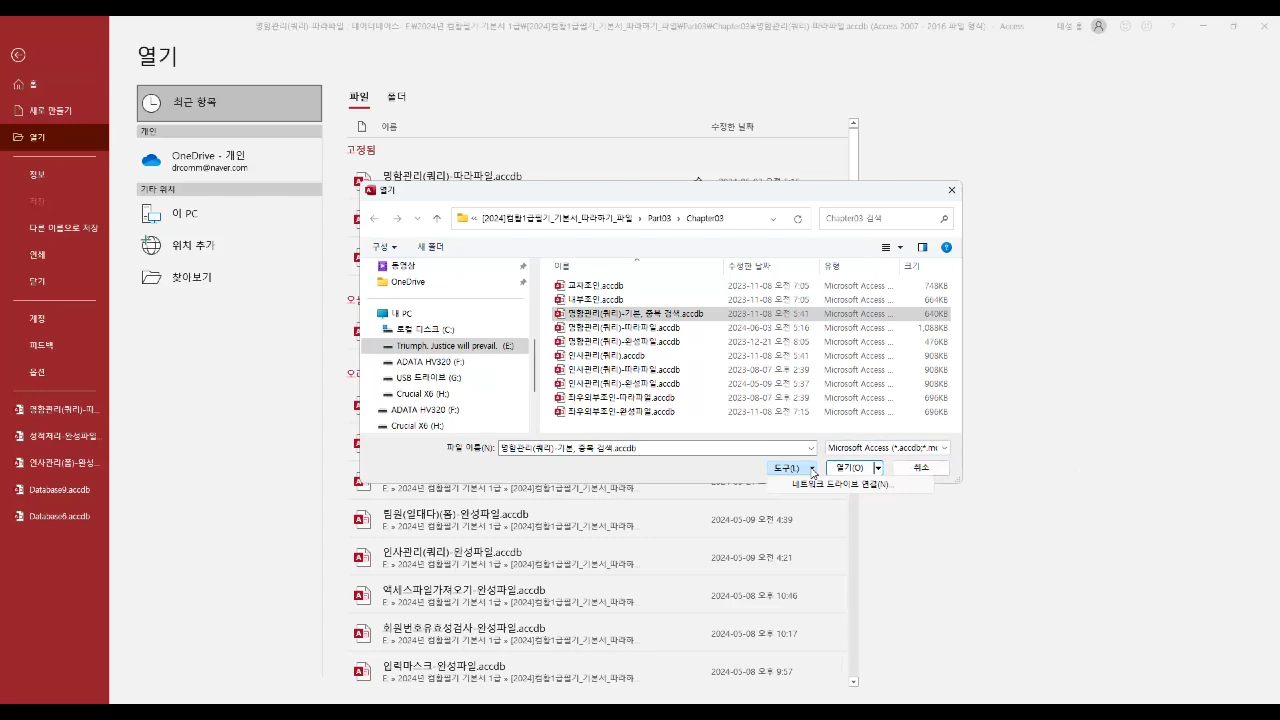 명함관리(쿼리)-따라파일 : 데이터베이스- E:₩2024년 컴활기본서 1급₩[2024]컴활1급필기_기본서_따라하기_파일₩Part03₩Chapter03₩명함관리(쿼리)-따라파일.accdb (Access 2007 - 2016 파일 형식) - Access
태성 홍
열기
홈
새로 만들기
열기
정보
저장
다른 이름으로 저장
인쇄
닫기
계정
피드백
옵션
명함관리(쿼리)-따...
성적처리-완성파일...
인사관리(폼)-완성...
Database9.accdb
Database6.accdb
최근 항목
개인
OneDrive - 개인
drcomm@naver.com
기타 위치
이 PC
위치 추가
찾아보기
파일
폴더
이름
수정한 날짜
고정됨
명함관리(쿼리)-따라파일.accdb
열기
« [2024]컴활1급필기_기본서_따라하기_파일 > Part03 > Chapter03
Chapter03 검색
구성
새 폴더
동영상
OneDrive
내 PC
로컬 디스크 (C:)
Triumph. Justice will prevail. (E:)
ADATA HV320 (F:)
USB 드라이브 (G:)
Crucial X6 (H:)
ADATA HV320 (F:)
Crucial X6 (H:)
이름 수정한 날짜 유형 크기
교차조인.accdb 2023-11-08 오전 7:05 Microsoft Access ... 748KB
내부조인.accdb 2023-11-08 오전 7:05 Microsoft Access ... 664KB
명함관리(쿼리)-기본, 중복 검색.accdb 2023-11-08 오전 5:41 Microsoft Access ... 640KB
명함관리(쿼리)-따라파일.accdb 2024-06-03 오후 5:16 Microsoft Access ... 1,088KB
명함관리(쿼리)-완성파일.accdb 2023-12-21 오전 8:05 Microsoft Access ... 476KB
인사관리(쿼리).accdb 2023-11-08 오전 5:41 Microsoft Access ... 908KB
인사관리(쿼리)-따라파일.accdb 2023-08-07 오후 2:39 Microsoft Access ... 908KB
인사관리(쿼리)-완성파일.accdb 2024-05-09 오전 5:37 Microsoft Access ... 908KB
좌우외부조인-따라파일.accdb 2023-08-07 오후 2:39 Microsoft Access ... 696KB
좌우외부조인-완성파일.accdb 2023-11-08 오전 7:15 Microsoft Access ... 696KB
파일 이름(N):
명함관리(쿼리)-기본, 중복 검색.accdb
Microsoft Access (*.accdb;*.m
도구(L)
열기(O)
취소
네트워크 드라이브 연결(N)...
E: » 2024년 컴활 기본서 1급 » [2024]컴활1급필기_기본서_따라하...
팀원(일대다)(폼)-완성파일.accdb
2024-05-09 오전 4:39
E: » 2024년 컴활 기본서 1급 » [2024]컴활1급필기_기본서_따라하...
인사관리(쿼리)-완성파일.accdb
2024-05-09 오전 4:21
E: » 2024년 컴활 기본서 1급 » [2024]컴활1급필기_기본서_따라하...
액세스파일가져오기-완성파일.accdb
2024-05-08 오후 10:46
E: » 2024년 컴활 기본서 1급 » [2024]컴활1급필기_기본서_따라하...
회원번호유효성검사-완성파일.accdb
2024-05-08 오후 10:17
E: » 2024년 컴활 기본서 1급 » [2024]컴활1급필기_기본서_따라하...
입력마스크-완성파일.accdb
2024-05-08 오후 9:57
E: » 2024년 컴활 기본서 1급 » [2024]컴활1급필기_기본서_따라하...